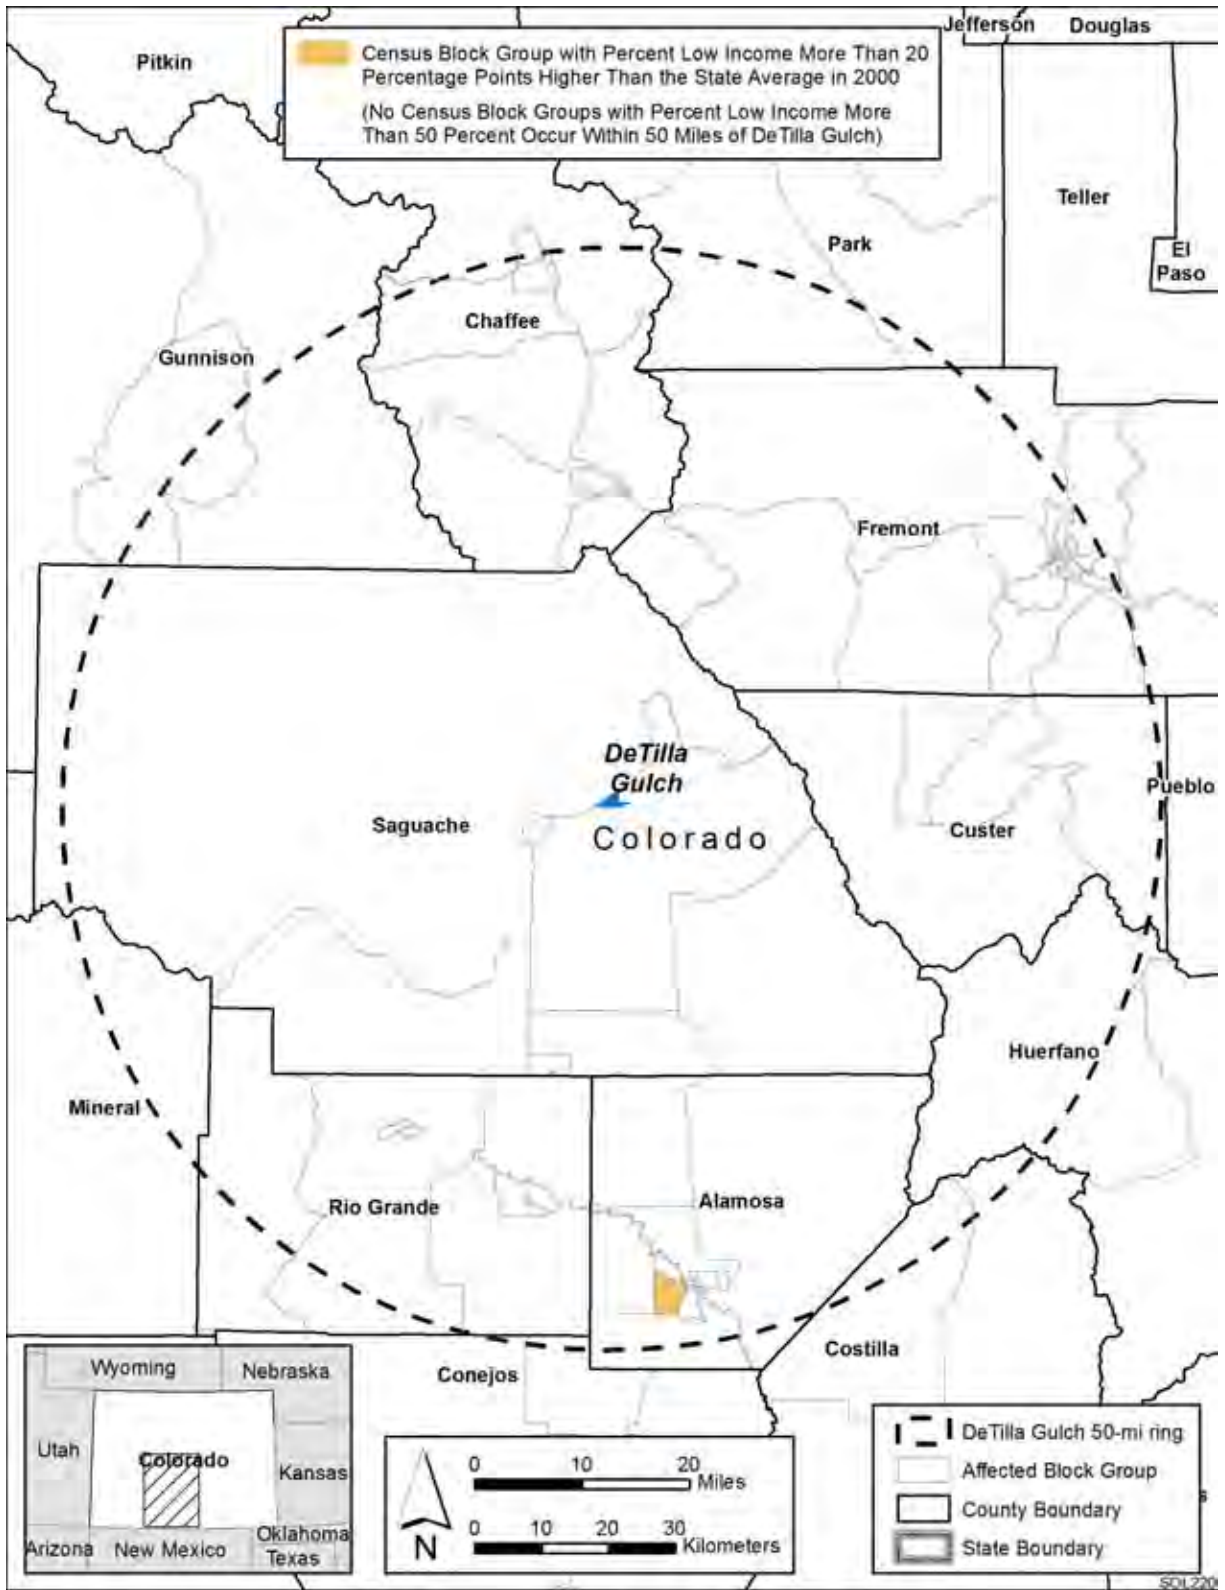 Jefferson
Douglas
Pitkin
Census Block Group with Percent Low Income More Than 20
Percentage Points Higher Than the State Average in 2000
(No Census Block Groups with Percent Low Income More
Than 50 Percent Occur Within 50 Miles of DeTilla Gulch)
Teller
Park
El
Paso
Chaffee
Gunnison
Fremont
DeTilla
Gulch
Pueblo
Saguache
Colorado
Custer
Huerfano
Mineral
Rio Grande
Alamosa
Costilla
Conejos
Wyoming
Nebraska
Utah
Colorado
Kansas
Arizona
New Mexico
Oklahoma
Texas
0 10 20
Miles
0 10 20 30
Kilometers
N
DeTilla Gulch 50-mi ring
Affected Block Group
County Boundary
State Boundary
s